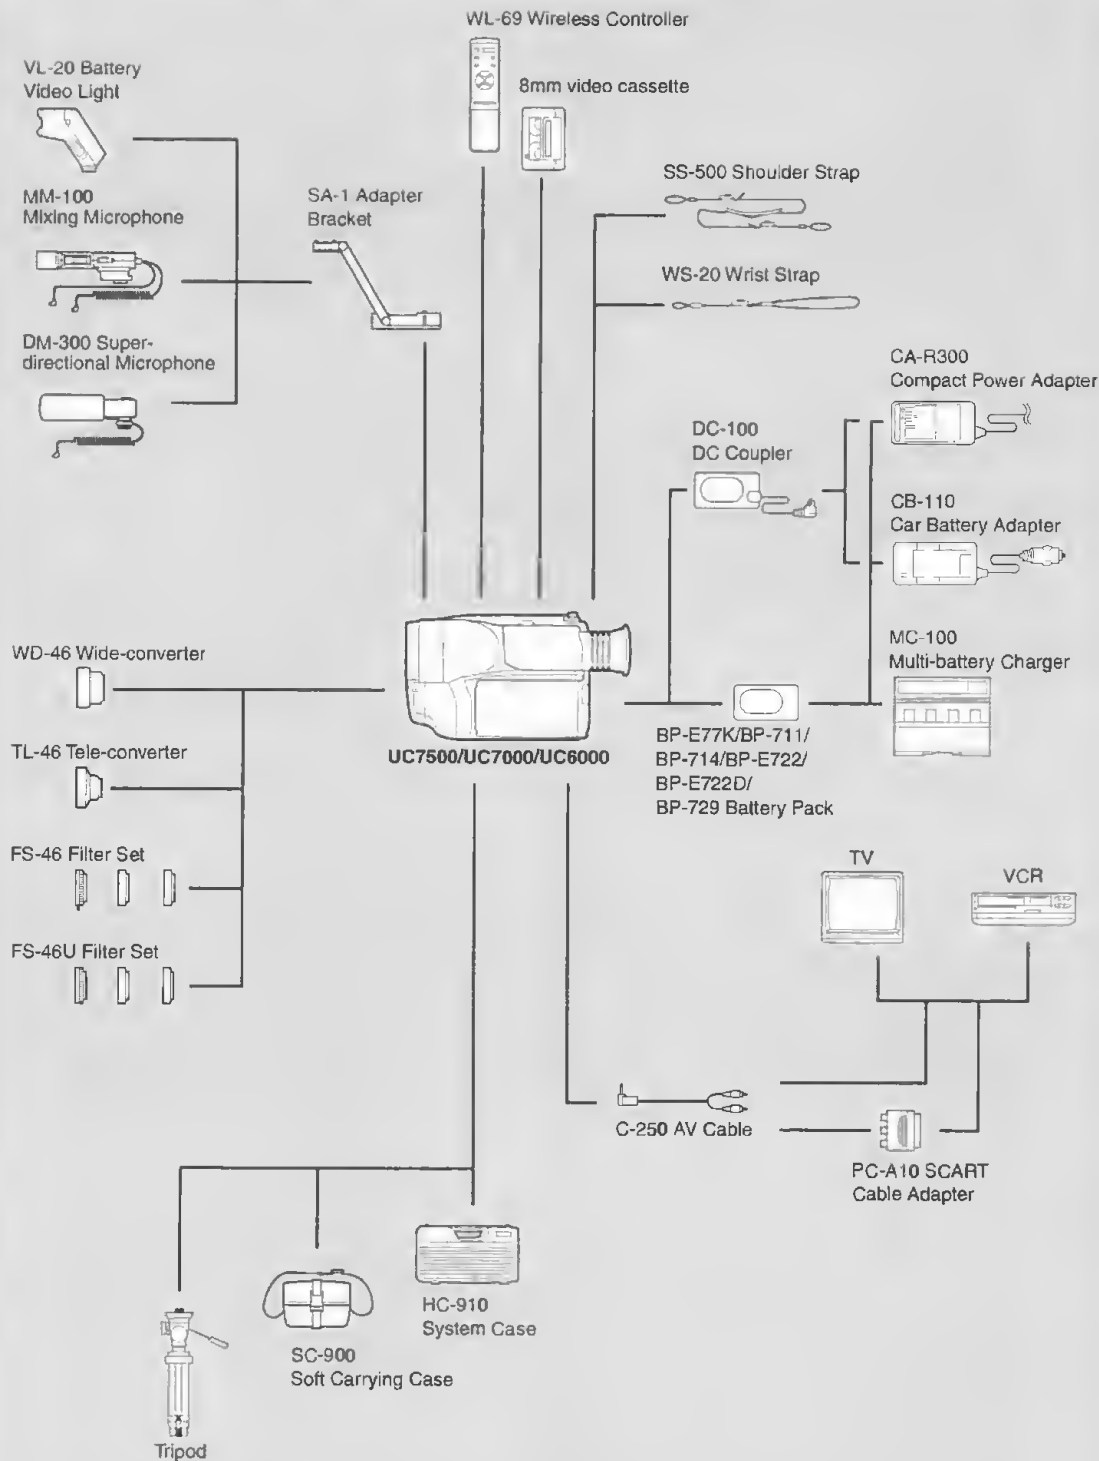 WL-69 Wireless Controller
VL-20 Battery
Video Light
8mm video cassette
MM-100
Mixing Microphone
SA-1 Adapter
Bracket
SS-500 Shoulder Strap
WS-20 Wrist Strap
DM-300 Super-
directional Microphone
CA-R300
Compact Power Adapter
DC-100
DC Coupler
CB-110
Car Battery Adapter
WD-46 Wide-converter
MC-100
Multi-battery Charger
UC7500/UC7000/UC6000
BP-E77K/BP-711/
BP-714/BP-E722/
BP-E722D/
BP-729 Battery Pack
TL-46 Tele-converter
FS-46 Filter Set
TV
VCR
FS-46U Filter Set
C-250 AV Cable
PC-A10 SCART
Cable Adapter
HC-910
System Case
SC-900
Soft Carrying Case
Tripod